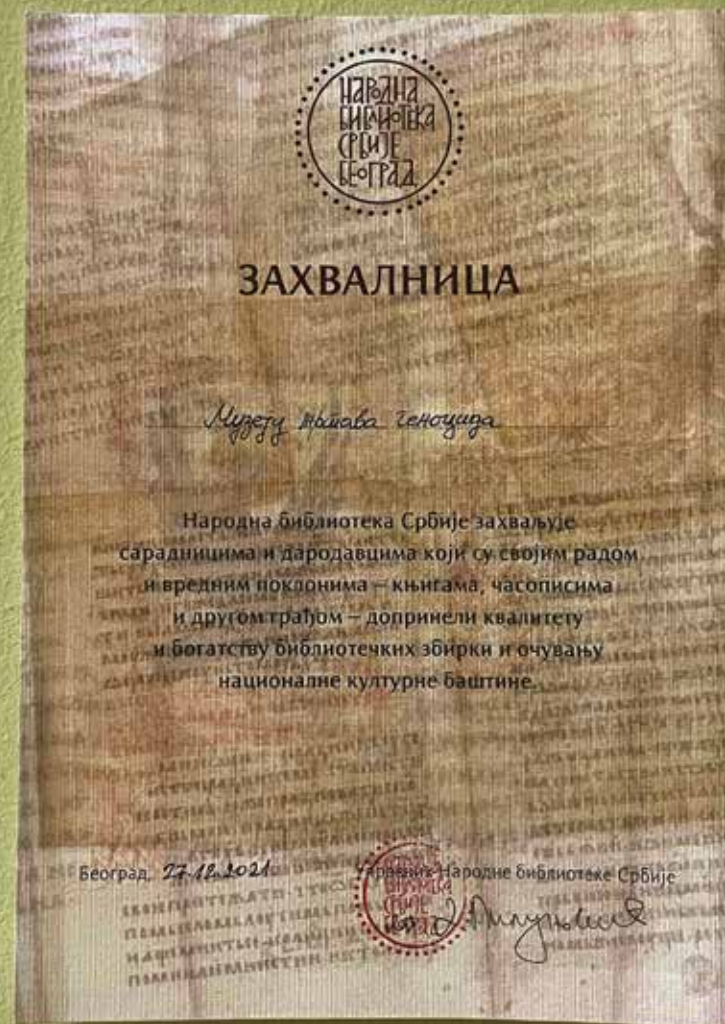 НАРОДНА
БИБЛИОТЕКА
СРБИЈЕ
БЕОГРАД
ЗАХВАЛНИЦА
Музеју жртава геноцида
Народна библиотека Србије захваљује
сарадницима и дародавцима који су својим радом
и вредним поклонима – књигама, часописима
и другом грађом – допринели квалитету
и богатству библиотечких збирки и очувању
националне културне баштине.
Београд, 27.12.2021 Управник Народне библиотеке Србије